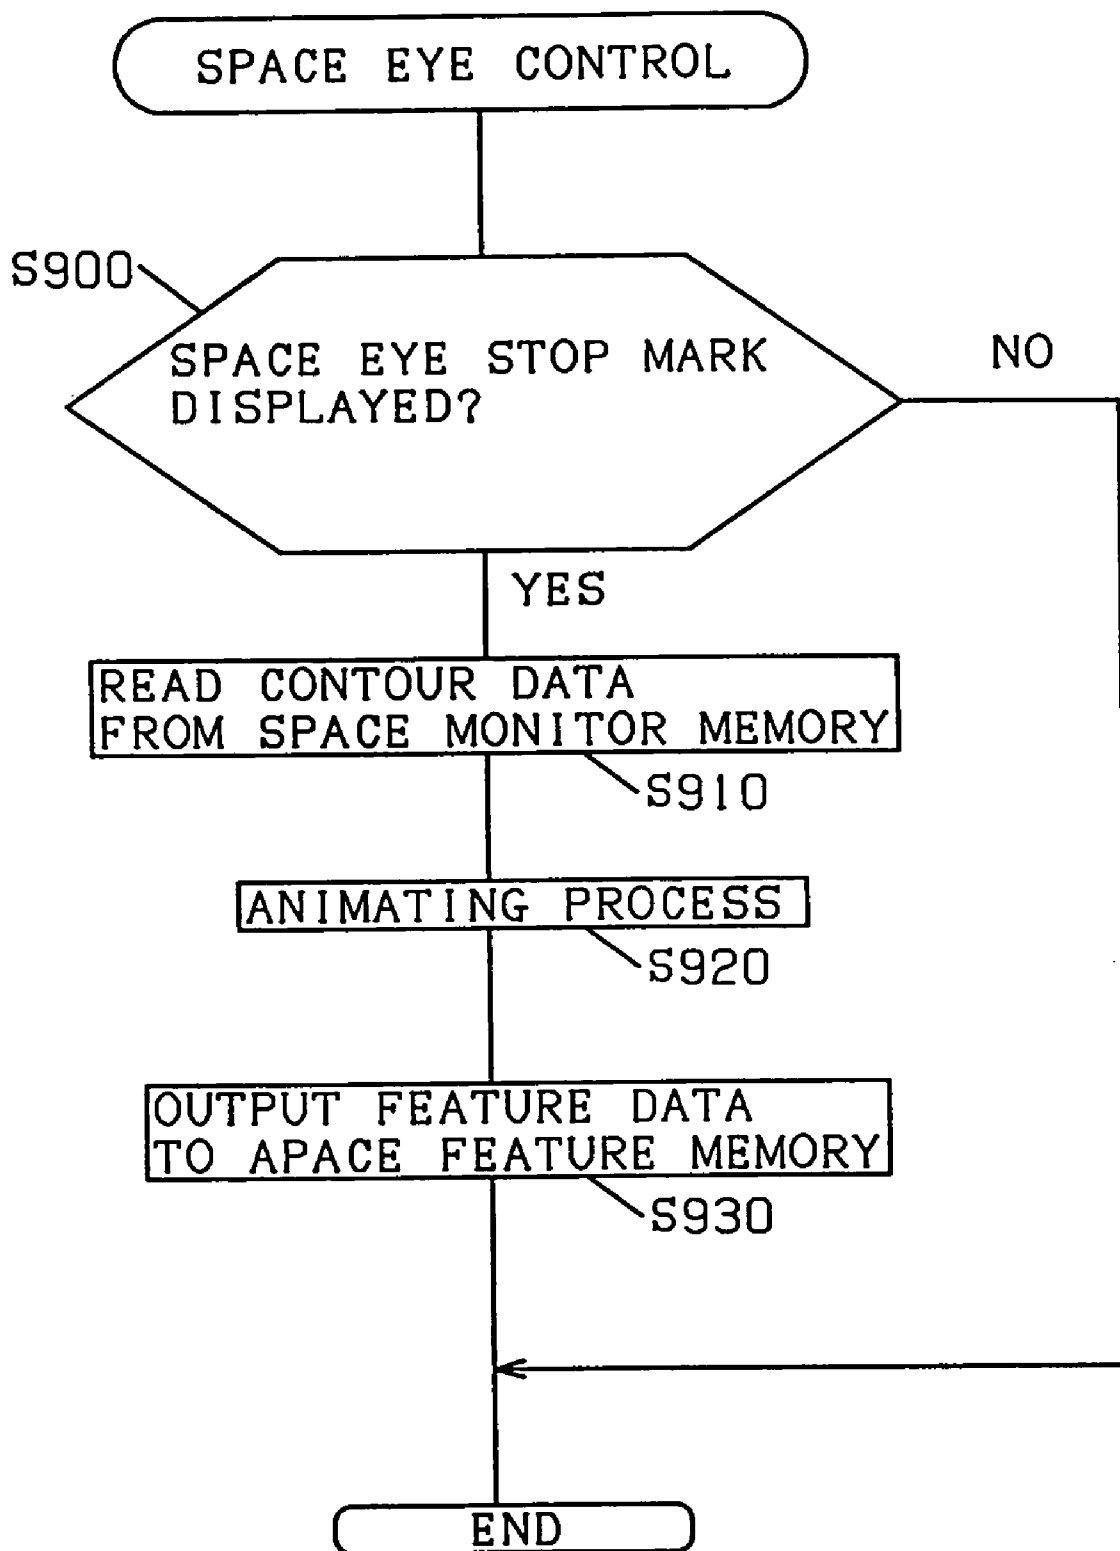 SPACE EYE CONTROL
S900
SPACE EYE STOP MARK
DISPLAYED?
NO
YES
READ CONTOUR DATA
FROM SPACE MONITOR MEMORY
S910
ANIMATING PROCESS
S920
OUTPUT FEATURE DATA
TO APACE FEATURE MEMORY
S930
END